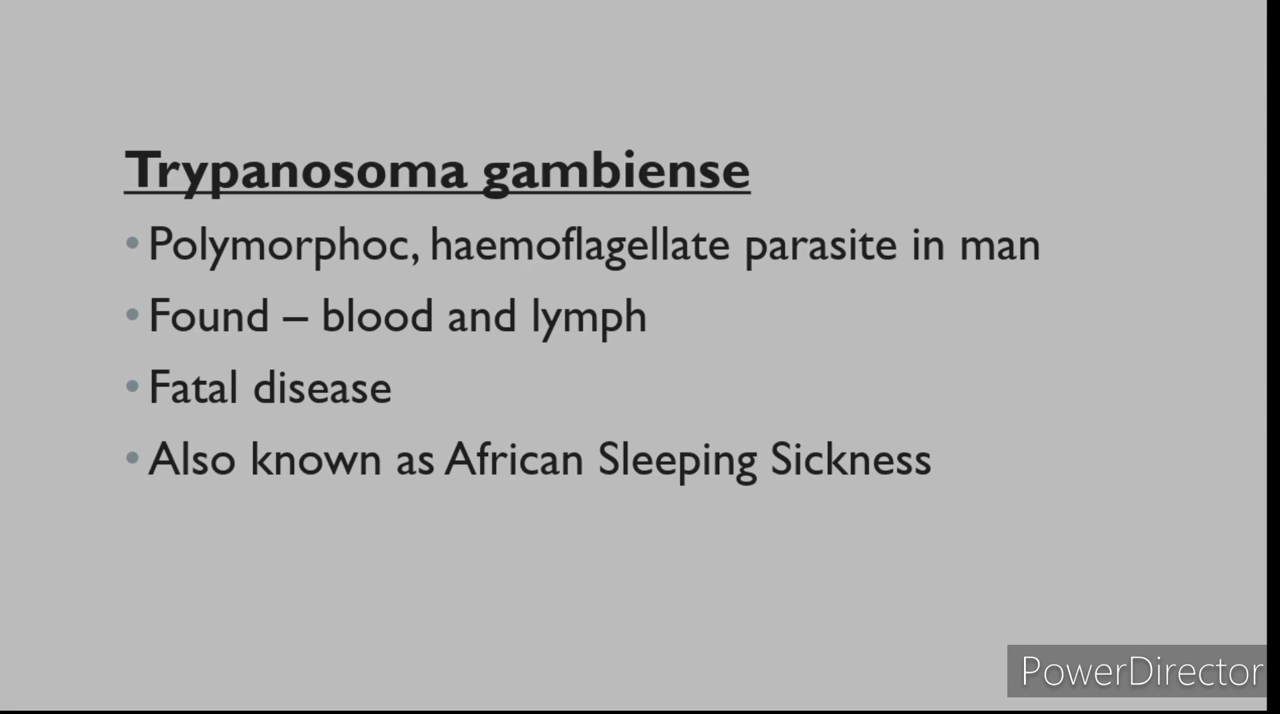 Trypanosoma gambiense
• Polymorphoc, haemoflagellate parasite in man
• Found – blood and lymph
• Fatal disease
• Also known as African Sleeping Sickness
PowerDirector